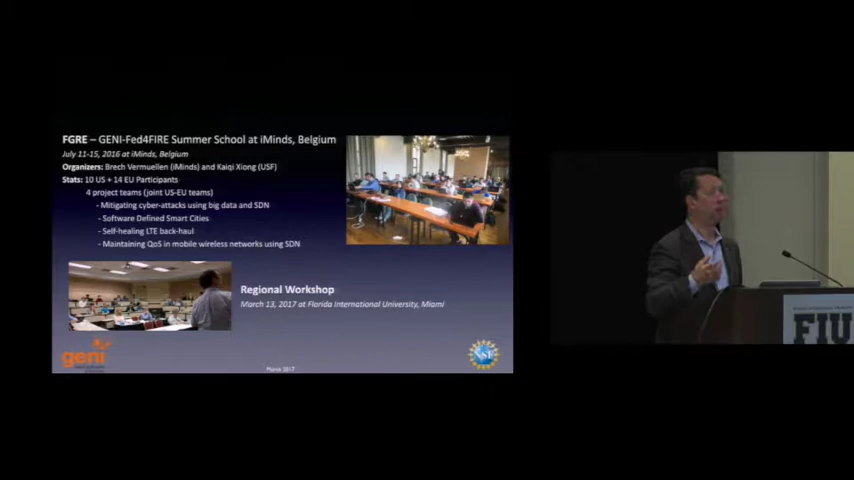 FGRE – GENI-Fed4FIRE Summer School at iMinds, Belgium
July 11-15, 2016 at iMinds, Belgium
Organizers: Brech Vermuellen (iMinds) and Kaiqi Xiong (USF)
Stats: 10 US + 14 EU Participants
4 project teams (joint US-EU teams)
- Mitigating cyber-attacks using big data and SDN
- Software Defined Smart Cities
- Self-healing LTE back-haul
- Maintaining QoS in mobile wireless networks using SDN
Regional Workshop
March 13, 2017 at Florida International University, Miami
geni
NSF
March 2017
FIU